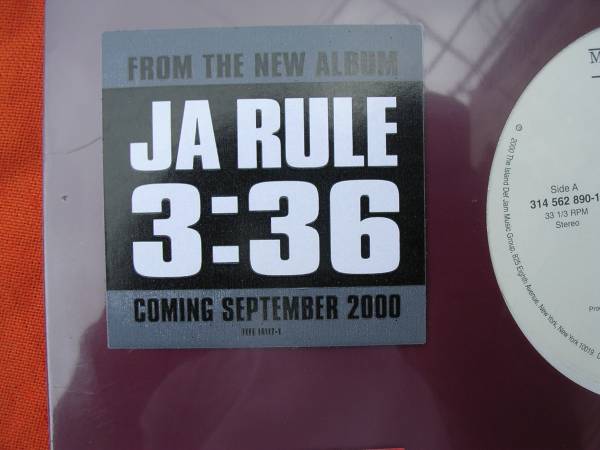 FROM THE NEW ALBUM
JA RULE
3:36
COMING SEPTEMBER 2000
M
Side A
314 562 890-1
33 1/3 RPM
Stereo
℗ 2000 The Island Def Jam Music Group, 825 Eighth Avenue, New York, New York 10019.